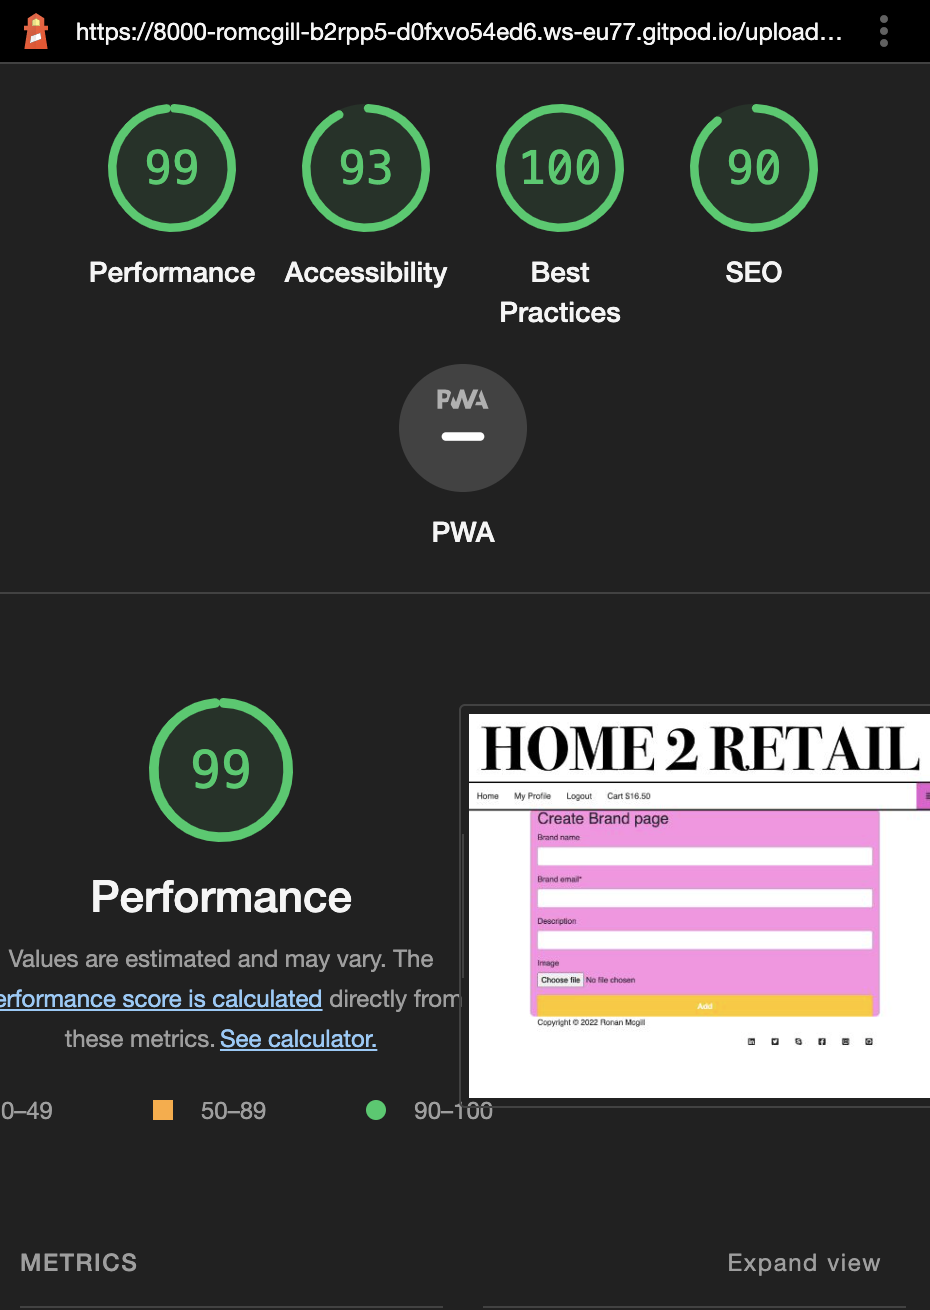 https://8000-romcgill-b2rpp5-d0fxvo54ed6.ws-eu77.gitpod.io/upload…
99
93
100
90
Performance
Accessibility
Best
Practices
SEO
PWA
PWA
99
Performance
Values are estimated and may vary. The
erformance score is calculated directly from
these metrics. See calculator.
0–49
50–89
90–100
HOME 2 RETAIL
Home
My Profile
Logout
Cart $16.50
Create Brand page
Brand name
Brand email*
Description
Image
Choose file No file chosen
Add
Copyright © 2022 Ronan Mcgill
METRICS
Expand view